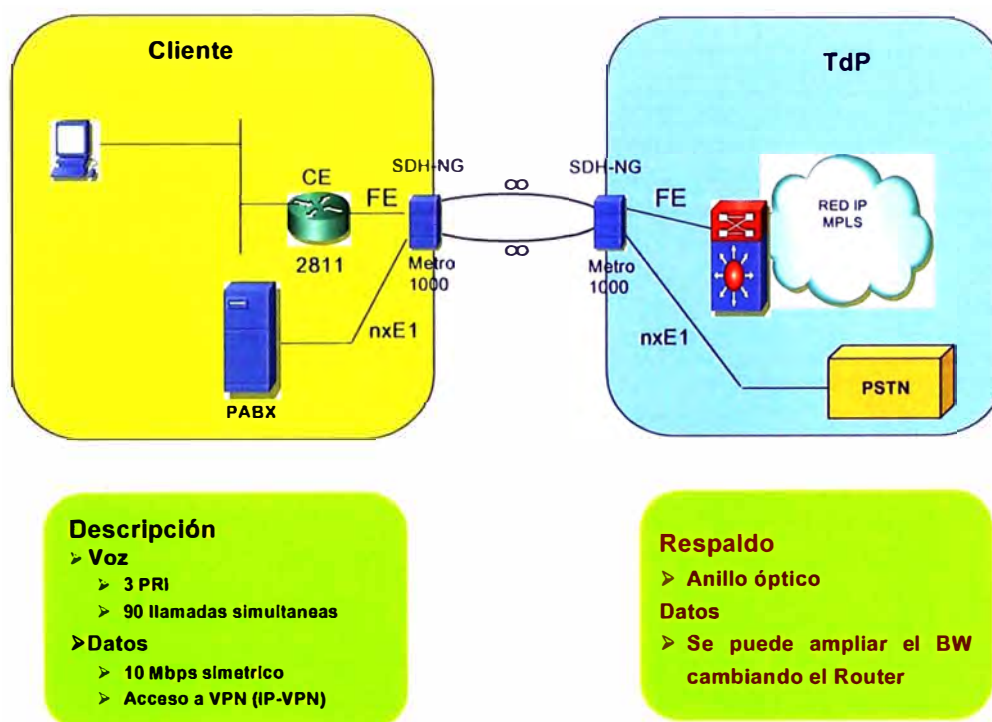 Cliente
TdP
CE
FE
2811
SDH-NG
SDH-NG
Metro
1000
Metro
1000
FE
RED IP
MPLS
nxE1
nxE1
PABX
PSTN
Descripción
➢ Voz
➢ 3 PRI
➢ 90 llamadas simultaneas
➢ Datos
➢ 10 Mbps simetrico
➢ Acceso a VPN (IP-VPN)
Respaldo
➢ Anillo óptico
Datos
➢ Se puede ampliar el BW
cambiando el Router